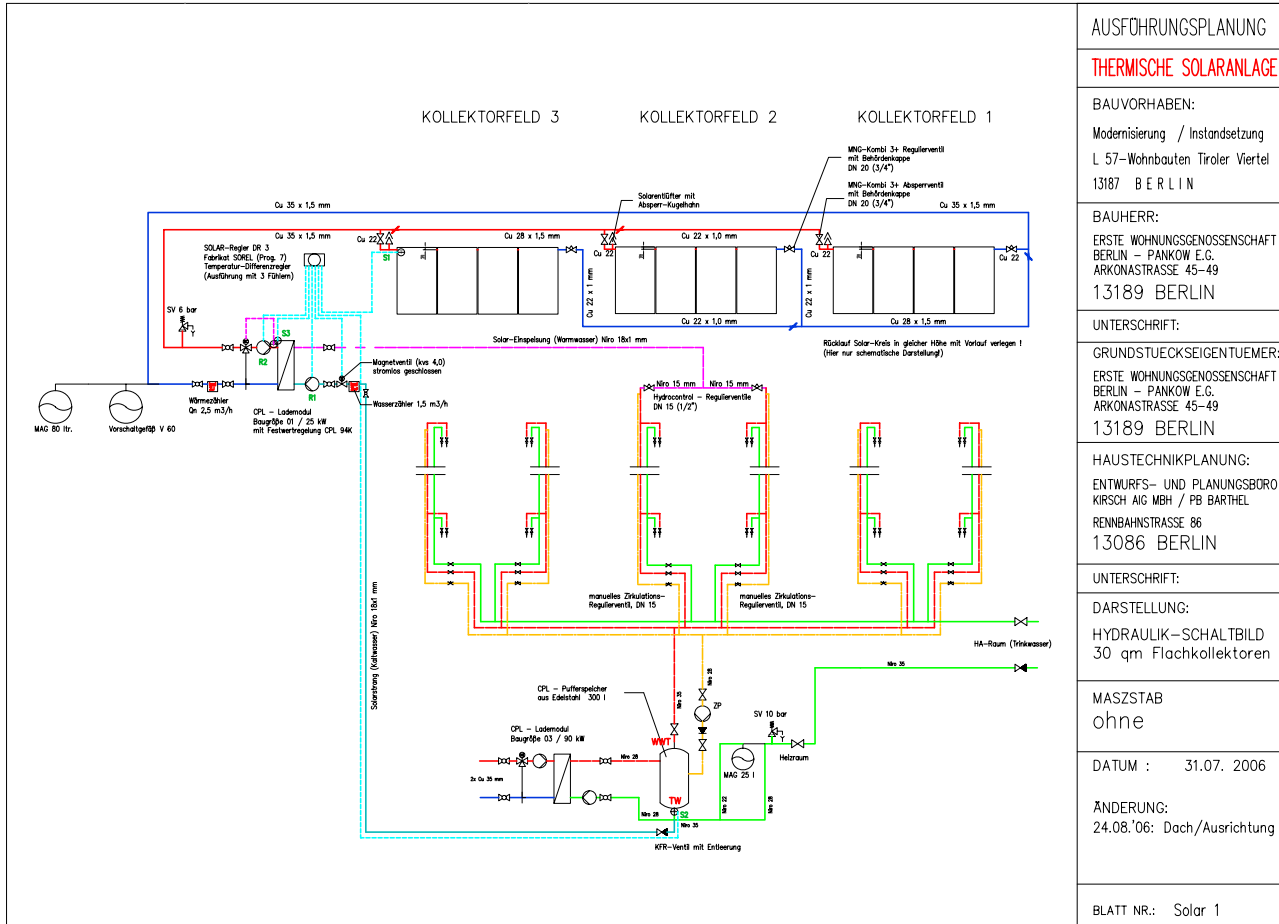 KOLLEKTORFELD 3
KOLLEKTORFELD 2
KOLLEKTORFELD 1
MNG-Kombi 3+ Regulierventil
mit Behördenkappe
DN 20 (3/4")
MNG-Kombi 3+ Absperrventil
mit Behördenkappe
DN 20 (3/4")
Solarentlüfter mit
Absperr-Kugelhahn
Cu 35 x 1,5 mm
Cu 35 x 1,5 mm
Cu 35 x 1,5 mm
Cu 22
Cu 28 x 1,5 mm
Cu 22 x 1,0 mm
Cu 22
Cu 22
Cu 22
S1
SOLAR-Regler DR 3
Fabrikat SOREL (Prog. 7)
Temperatur-Differenzregler
(Ausführung mit 3 Fühlern)
Cu 22 x 1 mm
Cu 22 x 1 mm
Cu 22 x 1,0 mm
Cu 28 x 1,5 mm
SV 6 bar
S3
R2
Solar-Einspeisung (Warmwasser) Niro 18x1 mm
Rücklauf Solar-Kreis in gleicher Höhe mit Vorlauf verlegen !
(Hier nur schematische Darstellung!)
Magnetventil (kvs 4,0)
stromlos geschlossen
R1
Wärmezähler
Qn 2,5 m3/h
Wasserzähler 1,5 m3/h
CPL - Lademodul
Baugröße 01 / 25 kW
mit Festwertregelung CPL 94K
MAG 80 ltr.
Vorschaltgefäß V 60
Niro 15 mm
Niro 15 mm
Hydrocontrol - Regulierventile
DN 15 (1/2")
manuelles Zirkulations-
Regulierventil, DN 15
manuelles Zirkulations-
Regulierventil, DN 15
Solarstrang (Kaltwasser) Niro 18x1 mm
HA-Raum (Trinkwasser)
Niro 35
Niro 28
Niro 35
CPL - Pufferspeicher
aus Edelstahl 300 l
ZP
SV 10 bar
CPL - Lademodul
Baugröße 03 / 90 kW
WWT
Niro 28
Heizraum
MAG 25 l
2x Cu 35 mm
TW
S2
Niro 28
Niro 35
Niro 22
Niro 28
KFR-Ventil mit Entleerung
AUSFÜHRUNGSPLANUNG
THERMISCHE SOLARANLAGE
BAUVORHABEN:
Modernisierung / Instandsetzung
L 57-Wohnbauten Tiroler Viertel
13187 BERLIN
BAUHERR:
ERSTE WOHNUNGSGENOSSENSCHAFT
BERLIN - PANKOW E.G.
ARKONASTRASSE 45-49
13189 BERLIN
UNTERSCHRIFT:
GRUNDSTUECKSEIGENTUEMER:
ERSTE WOHNUNGSGENOSSENSCHAFT
BERLIN - PANKOW E.G.
ARKONASTRASSE 45-49
13189 BERLIN
HAUSTECHNIKPLANUNG:
ENTWURFS- UND PLANUNGSBÜRO
KIRSCH AIG MBH / PB BARTHEL
RENNBAHNSTRASSE 86
13086 BERLIN
UNTERSCHRIFT:
DARSTELLUNG:
HYDRAULIK-SCHALTBILD
30 qm Flachkollektoren
MASZSTAB
ohne
DATUM : 31.07. 2006
ÄNDERUNG:
24.08.'06: Dach/Ausrichtung
BLATT NR.: Solar 1